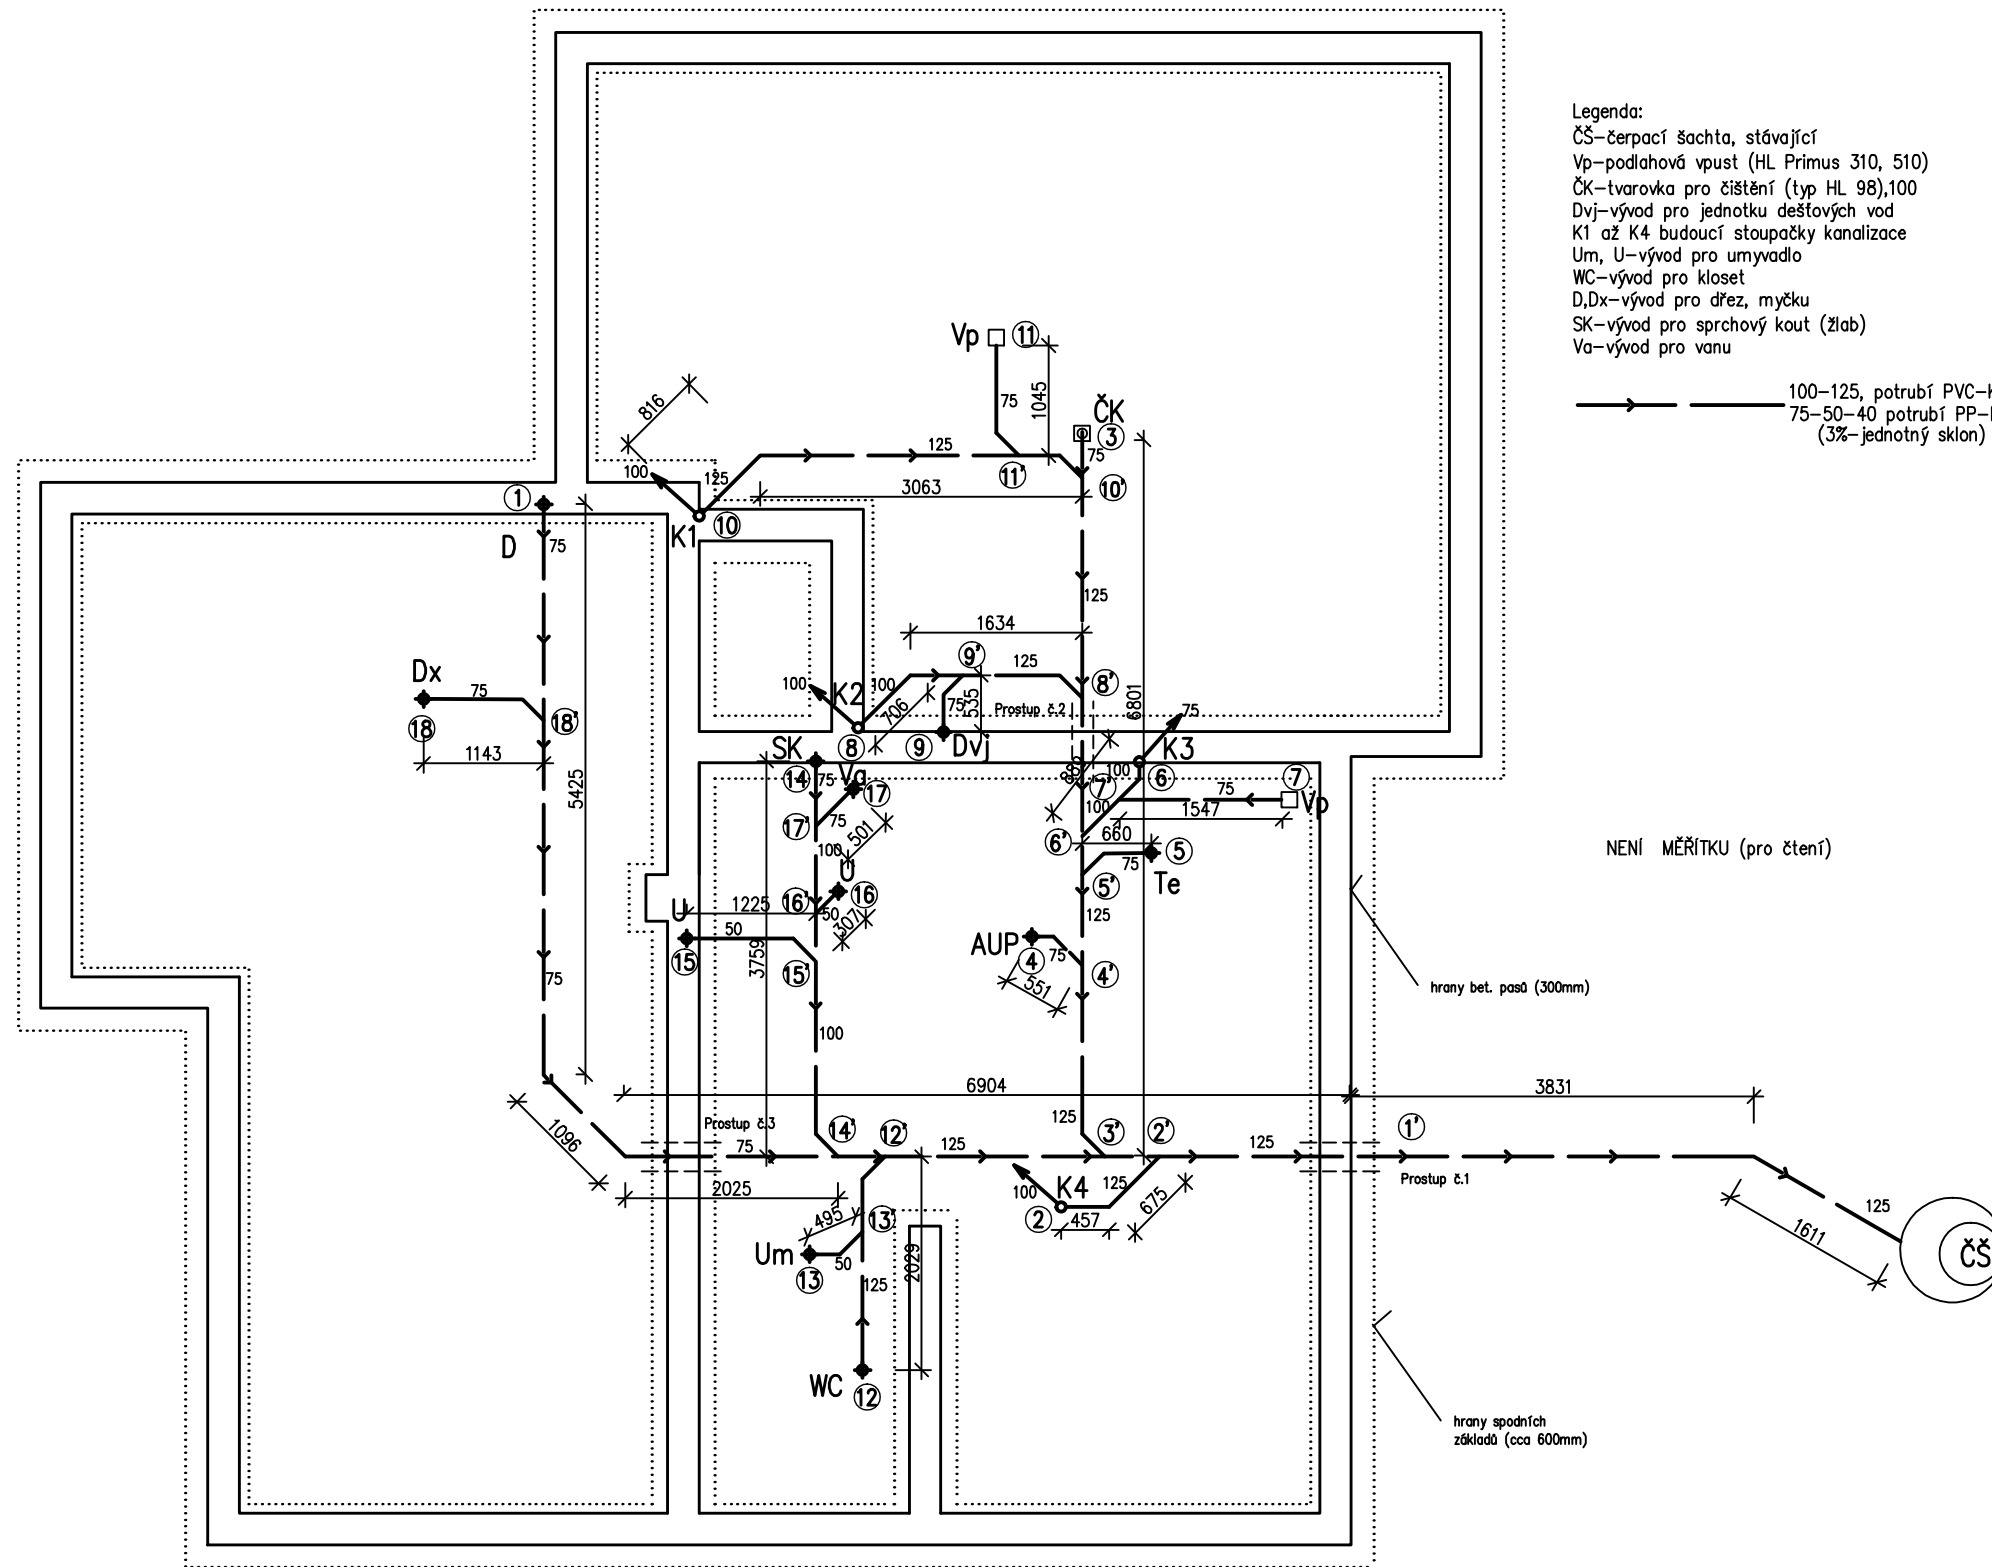 Legenda:
ČŠ-čerpací šachta, stávající
Vp-podlahová vpust (HL Primus 310, 510)
ČK-tvarovka pro čištění (typ HL 98),100
Dvj-vývod pro jednotku dešťových vod
K1 až K4 budoucí stoupačky kanalizace
Um, U-vývod pro umyvadlo
WC-vývod pro kloset
D,Dx-vývod pro dřez, myčku
SK-vývod pro sprchový kout (žlab)
Va-vývod pro vanu
100-125, potrubí
75-50-40 potrubí
(3%-jednotný sklon)
Vp 11
75 1045
816
ČK
3
100 125 125 75
11' 10'
3063
1
K1 10
D 75
125
1634
9'
Dx 125
75 100 K2 100 8'
18 18' 706 75 535 Prostup č.2 6801 75
8 9 Dvj
SK K3
1143
14 75 Va 17 100 6 7
7' 75 Vp
5425 17' 75 501 100 1547
6' 660
100 5
U 75 Te
5'
16' 16
U 1225 50 307 125
50
15 3759 15' AUP 4 75 4'
75 551
hrany bet. pasů (300mm)
100
6904 3831
1096
Prostup č.3 125
75 14' 12' 125 3' 2' 125 1'
Prostup č.1
2025 100 K4 125 675
495 13' 2 457
125
1611
Um 50 2029 ČŠ
13 125
WC 12
NENÍ MĚŘÍTKU (pro čtení)
hrany spodních
základů (cca 600mm)